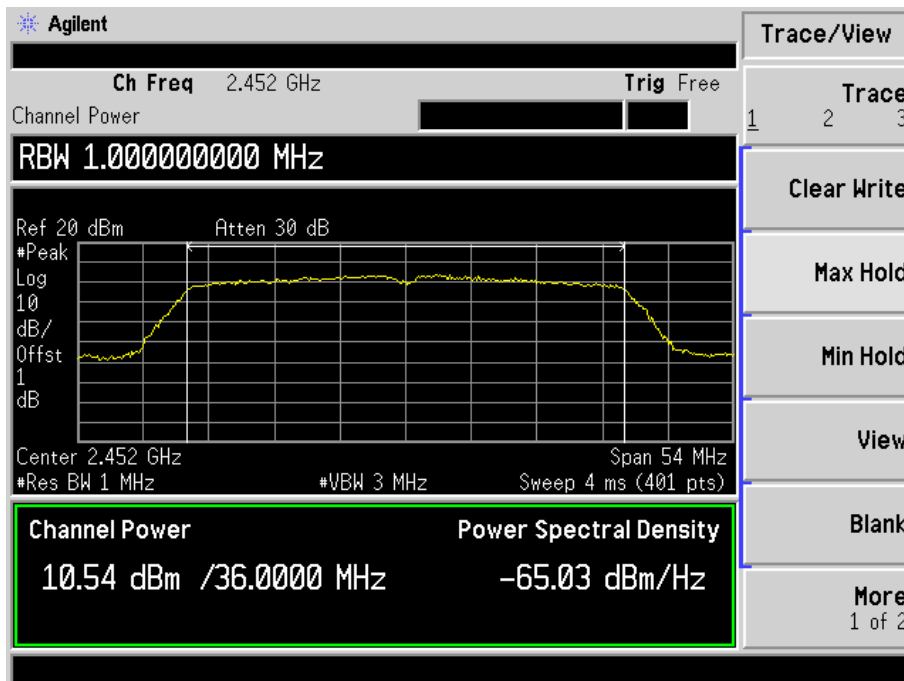 Agilent
Trace/View
Ch Freq 2.452 GHz Trig Free
Channel Power
Trace
1 2 3
RBW 1.000000000 MHz
Clear Write
Ref 20 dBm Atten 30 dB
#Peak
Log
10
dB/
Offst
1
dB
Max Hold
Min Hold
Center 2.452 GHz Span 54 MHz
#Res BW 1 MHz #VBW 3 MHz Sweep 4 ms (401 pts)
View
Channel Power Power Spectral Density
10.54 dBm /36.0000 MHz -65.03 dBm/Hz
Blank
More
1 of 2